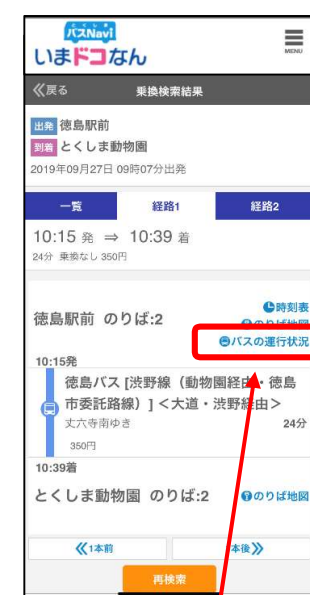 とくしま
バスNavi
いまドコなん
MENU
≪戻る 乗換検索結果
出発 徳島駅前
到着 とくしま動物園
2019年09月27日 09時07分出発
一覧 経路1 経路2
10:15 発 ⇒ 10:39 着
24分 乗換なし 350円
時刻表
徳島駅前 のりば:2
のりば地図
バスの運行状況
10:15発
徳島バス [渋野線（動物園経由・徳島
市委託路線）] ＜大道・渋野経由＞
丈六寺南ゆき 24分
350円
10:39着
とくしま動物園 のりば:2 のりば地図
≪1本前 本後≫
再検索